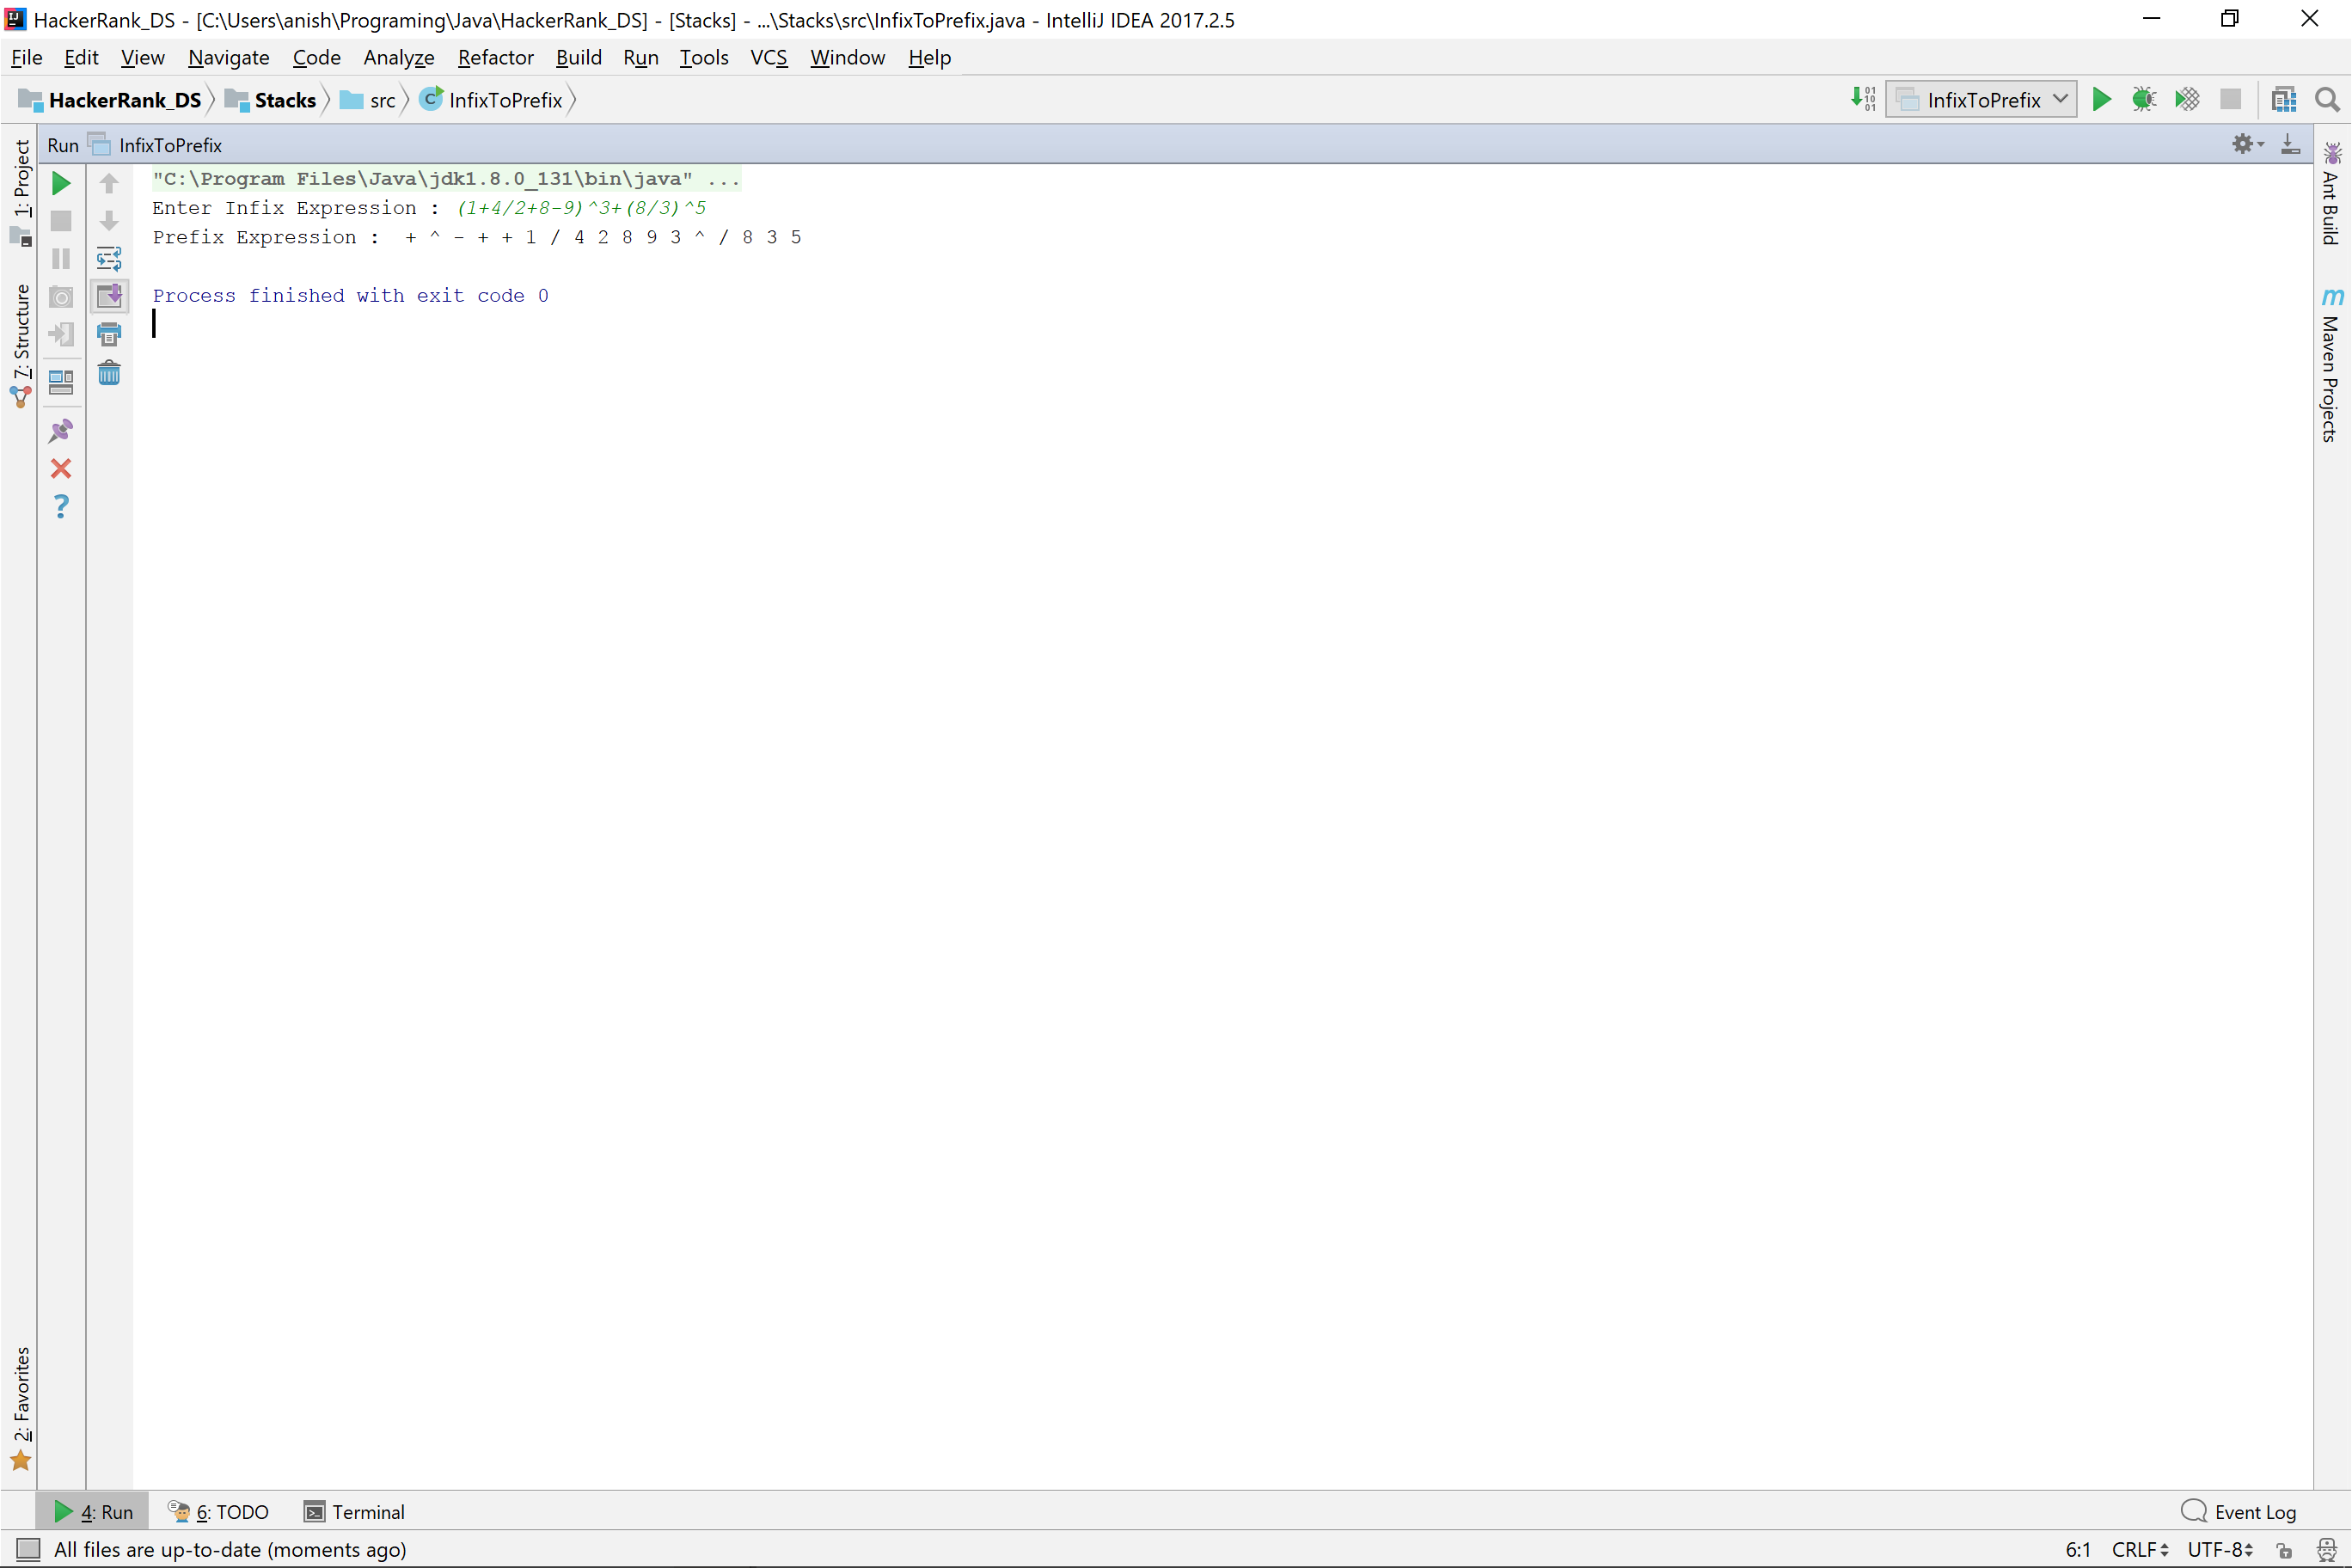 HackerRank_DS - [C:\Users\anish\Programing\Java\HackerRank_DS] - [Stacks] - ...\Stacks\src\InfixToPrefix.java - IntelliJ IDEA 2017.2.5
File Edit View Navigate Code Analyze Refactor Build Run Tools VCS Window Help
HackerRank_DS Stacks src InfixToPrefix InfixToPrefix
Run InfixToPrefix
1: Project
7: Structure
2: Favorites
"C:\Program Files\Java\jdk1.8.0_131\bin\java" ...
Enter Infix Expression : (1+4/2+8-9)^3+(8/3)^5
Prefix Expression :  + ^ - + + 1 / 4 2 8 9 3 ^ / 8 3 5
Process finished with exit code 0
Ant Build
Maven Projects
4: Run 6: TODO Terminal Event Log
All files are up-to-date (moments ago) 6:1 CRLF UTF-8